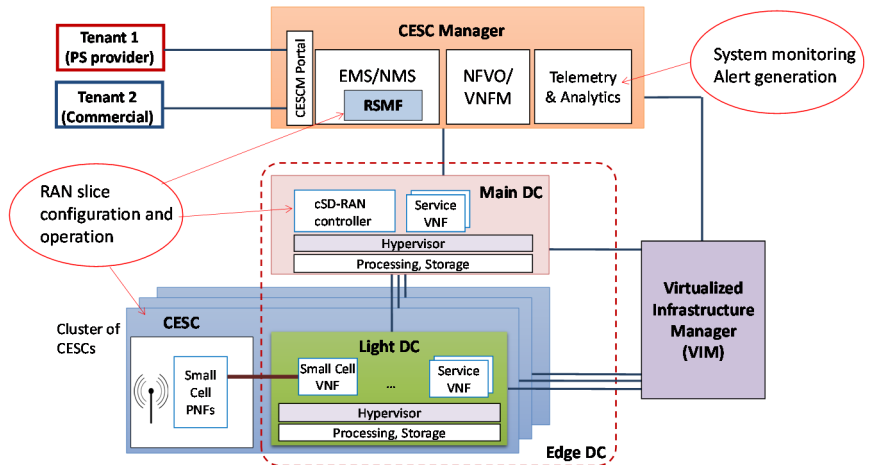 CESC Manager
Tenant 1
(PS provider)
Tenant 2
(Commercial)
CESCM Portal
EMS/NMS
RSMF
NFVO/
VNFM
Telemetry
& Analytics
System monitoring
Alert generation
RAN slice
configuration and
operation
Main DC
cSD-RAN
controller
Service
VNF
Hypervisor
Processing, Storage
Virtualized
Infrastructure
Manager
(VIM)
Cluster of
CESCs
CESC
Small
Cell
PNFs
Light DC
Small Cell
VNF
...
Service
VNF
Hypervisor
Processing, Storage
Edge DC